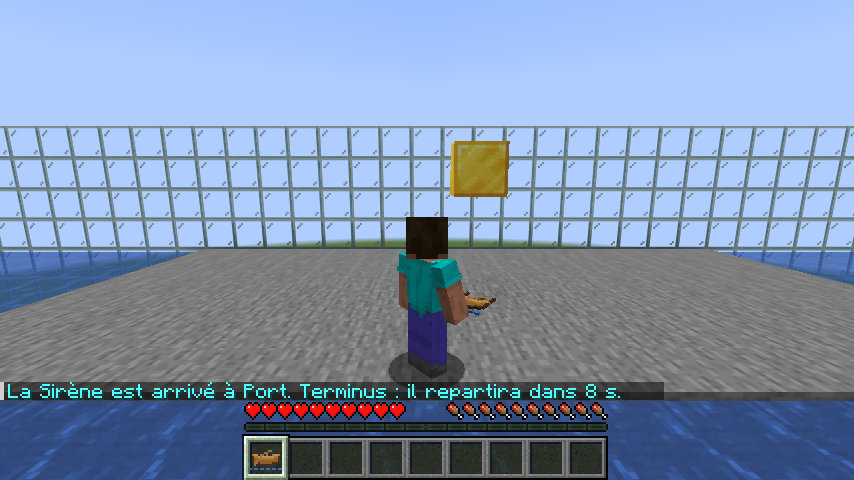 La Sirène est arrivé à Port. Terminus : il repartira dans 8 s.